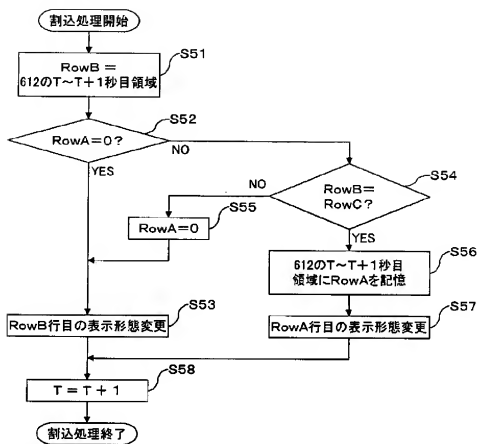 割込処理開始
S51
RowB=
612のT~T+1秒目領域
S52
RowA=0?
NO
YES
S54
NO
RowB=
RowC?
S55
RowA=0
YES
S56
612のT~T+1秒目
領域にRowAを記憶
S53
S57
RowB行目の表示形態変更
RowA行目の表示形態変更
S58
T=T+1
割込処理終了